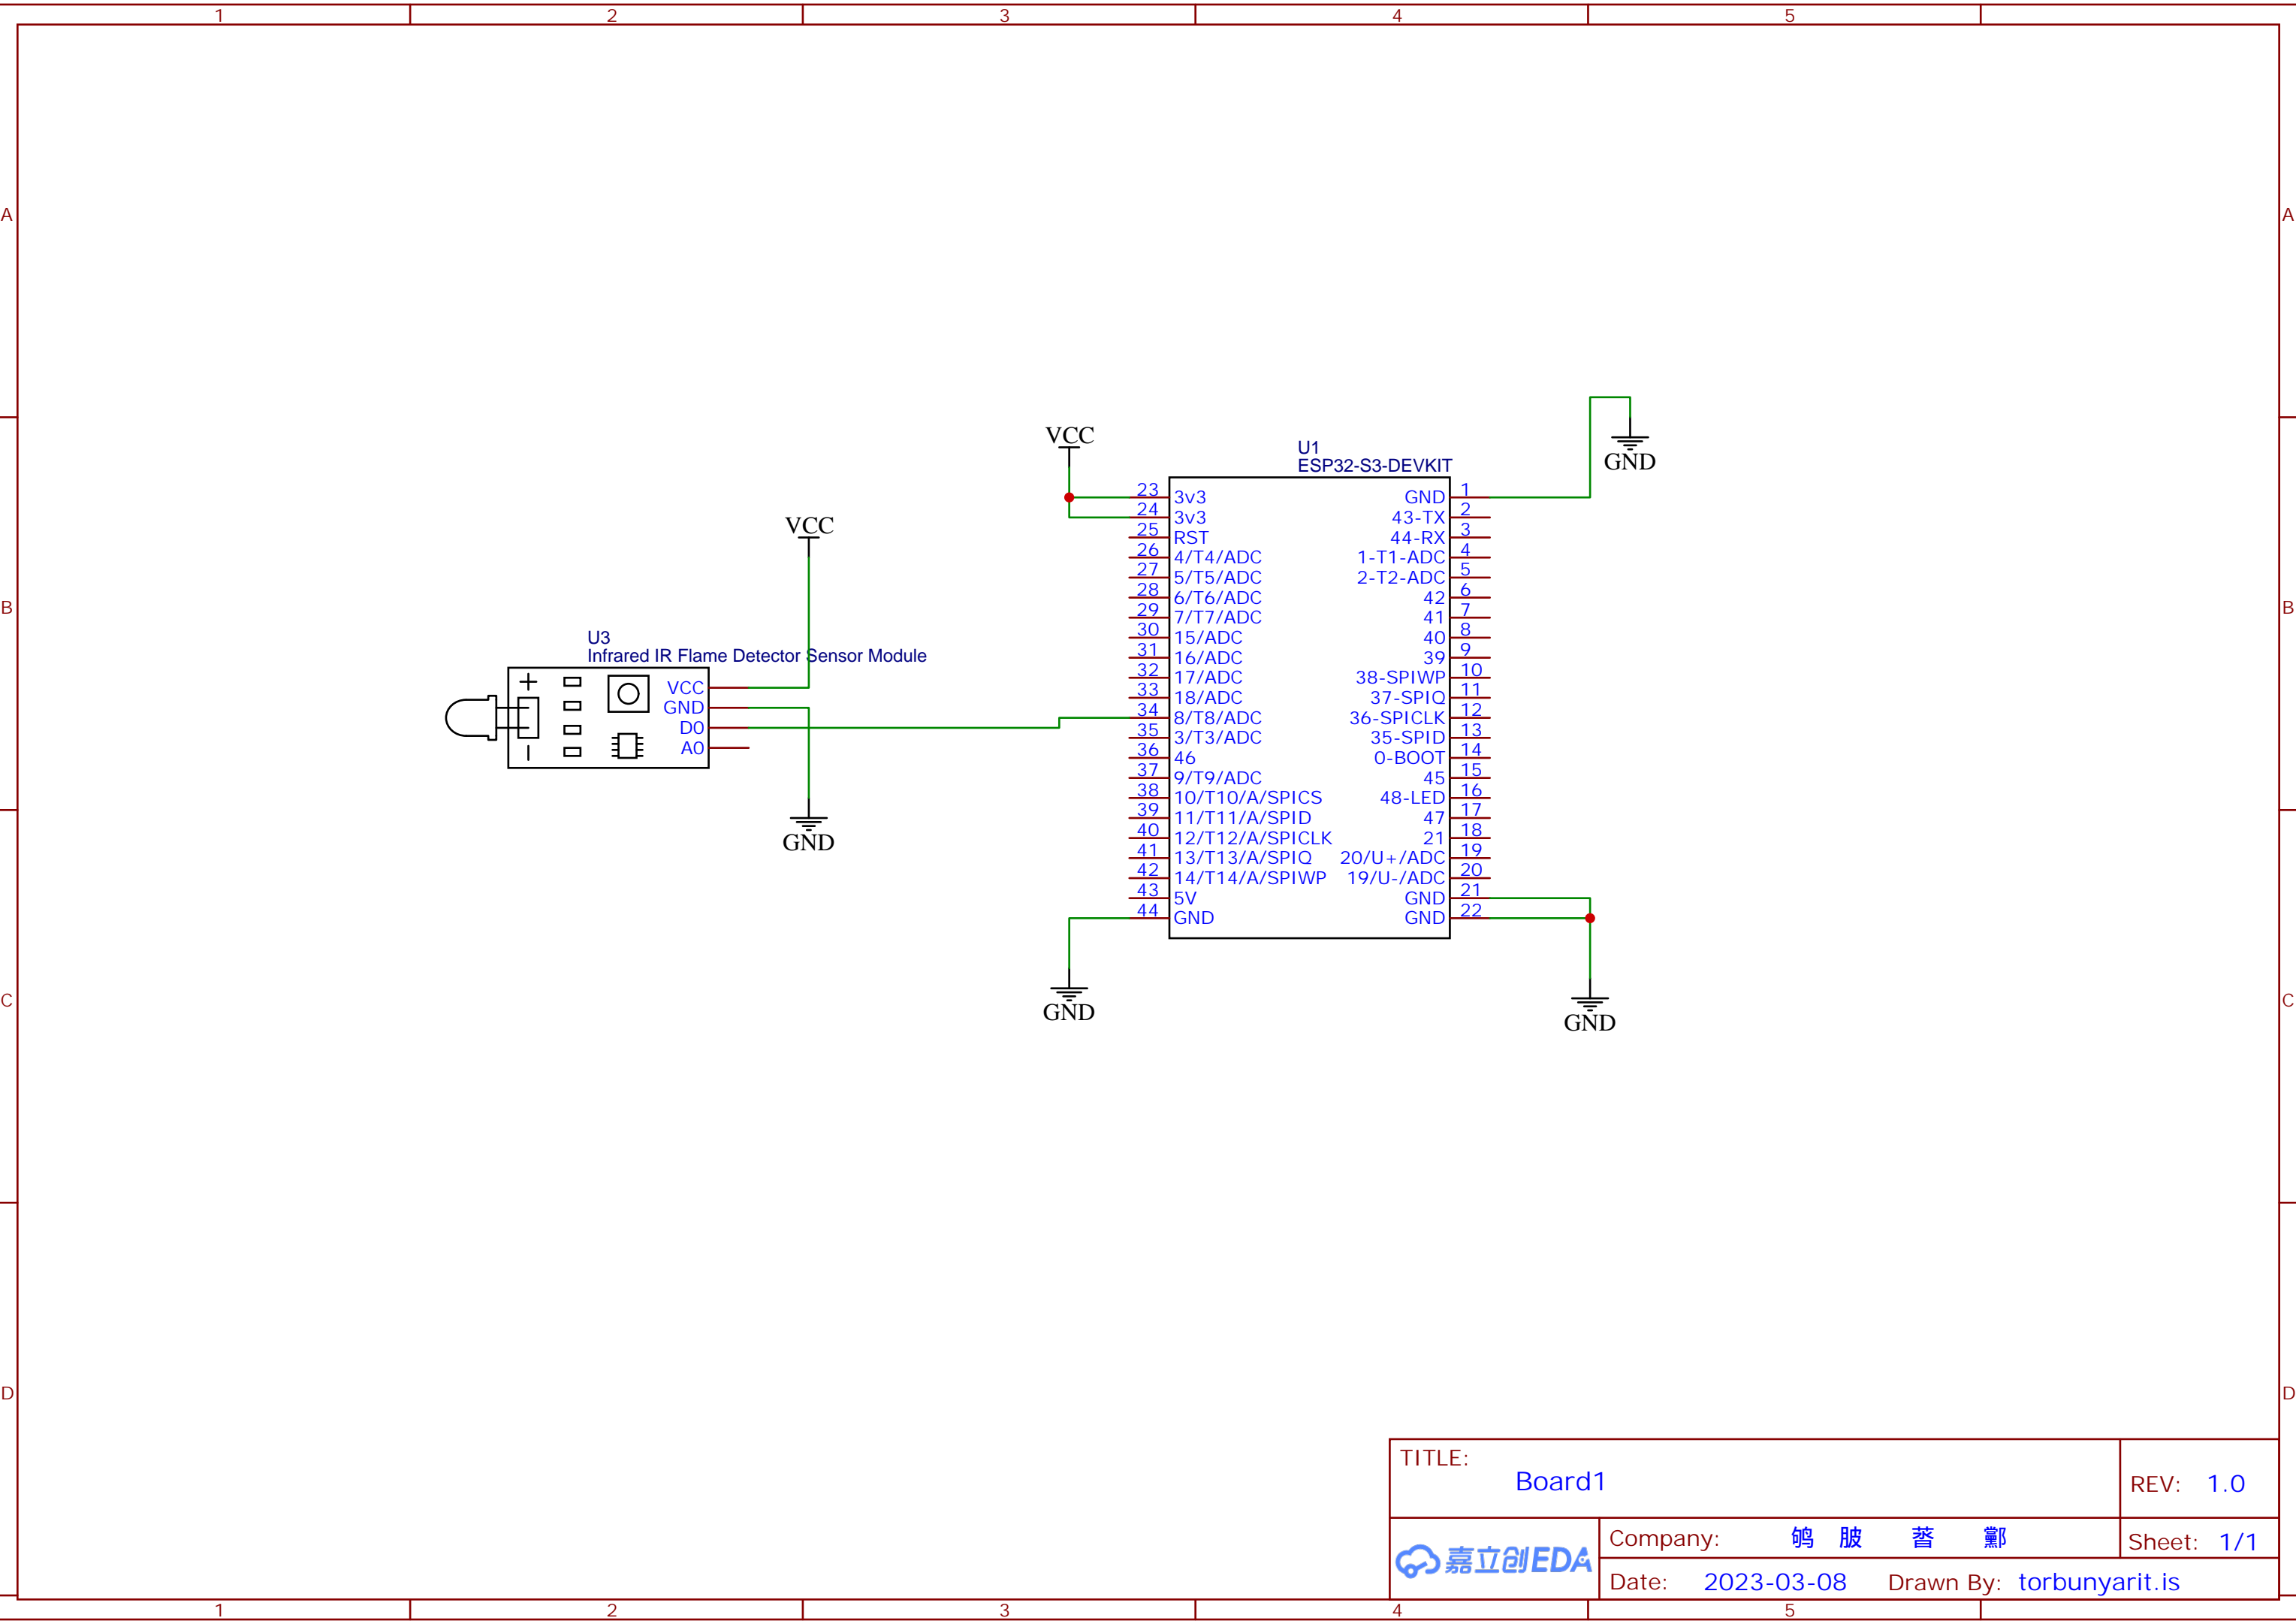 1 2 3 4 5
A A
VCC
GND
U1
ESP32-S3-DEVKIT
23 3v3 GND 1
24 3v3 43-TX 2
25 RST 44-RX 3
26 4/T4/ADC 1-T1-ADC 4
27 5/T5/ADC 2-T2-ADC 5
28 6/T6/ADC 42 6
29 7/T7/ADC 41 7
30 15/ADC 40 8
31 16/ADC 39 9
32 17/ADC 38-SPIWP 10
33 18/ADC 37-SPIQ 11
34 8/T8/ADC 36-SPICLK 12
35 3/T3/ADC 35-SPID 13
36 46 0-BOOT 14
37 9/T9/ADC 45 15
38 10/T10/A/SPICS 48-LED 16
39 11/T11/A/SPID 47 17
40 12/T12/A/SPICLK 21 18
41 13/T13/A/SPIQ 20/U+/ADC 19
42 14/T14/A/SPIWP 19/U-/ADC 20
43 5V GND 21
44 GND GND 22
VCC
B B
U3
Infrared IR Flame Detector Sensor Module
VCC
GND
D0
A0
GND
GND
GND
C C
D D
TITLE:
Board1
REV: 1.0
嘉立创EDA
Company:
Sheet: 1/1
Date: 2023-03-08 Drawn By: torbunyarit.is
1 2 3 4 5